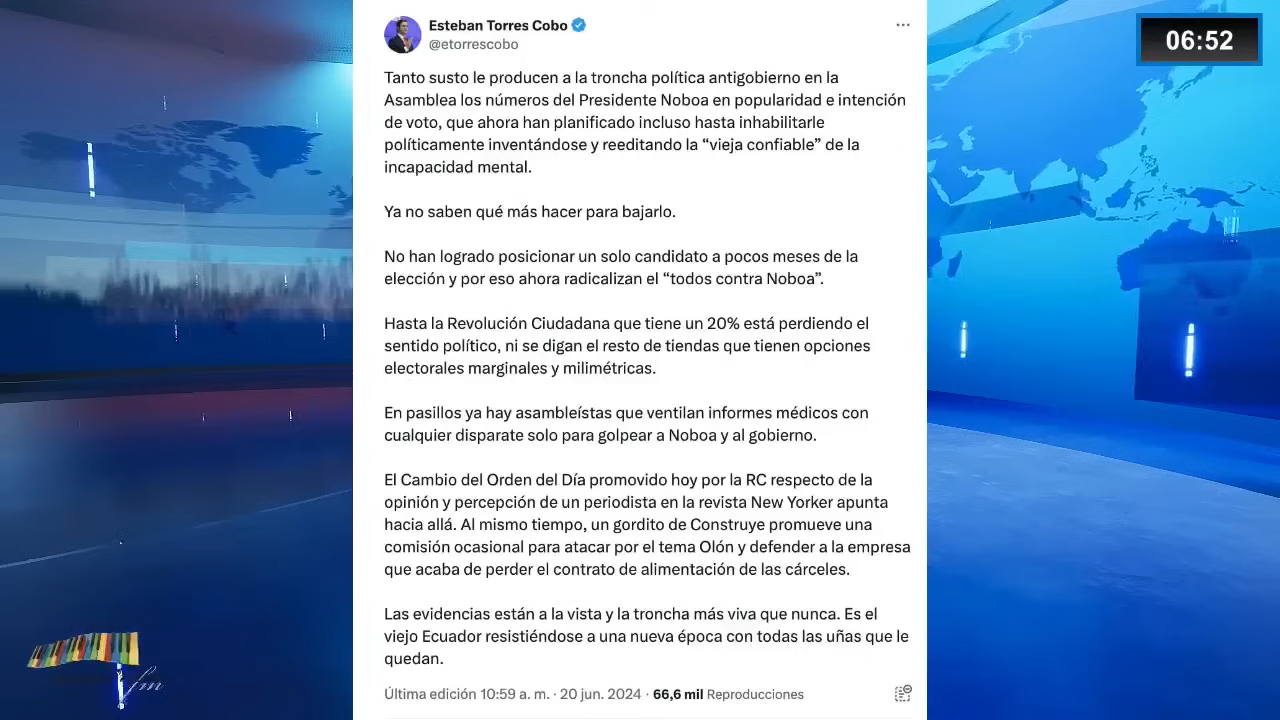 06:52
Esteban Torres Cobo
@etorrescobo
Tanto susto le producen a la troncha política antigobierno en la
Asamblea los números del Presidente Noboa en popularidad e intención
de voto, que ahora han planificado incluso hasta inhabilitarle
políticamente inventándose y reeditando la “vieja confiable” de la
incapacidad mental.
Ya no saben qué más hacer para bajarlo.
No han logrado posicionar un solo candidato a pocos meses de la
elección y por eso ahora radicalizan el “todos contra Noboa”.
Hasta la Revolución Ciudadana que tiene un 20% está perdiendo el
sentido político, ni se digan el resto de tiendas que tienen opciones
electorales marginales y milimétricas.
En pasillos ya hay asambleístas que ventilan informes médicos con
cualquier disparate solo para golpear a Noboa y al gobierno.
El Cambio del Orden del Día promovido hoy por la RC respecto de la
opinión y percepción de un periodista en la revista New Yorker apunta
hacia allá. Al mismo tiempo, un gordito de Construye promueve una
comisión ocasional para atacar por el tema Olón y defender a la empresa
que acaba de perder el contrato de alimentación de las cárceles.
Las evidencias están a la vista y la troncha más viva que nunca. Es el
viejo Ecuador resistiéndose a una nueva época con todas las uñas que le
quedan.
Última edición 10:59 a. m. · 20 jun. 2024 · 66,6 mil Reproducciones
fm